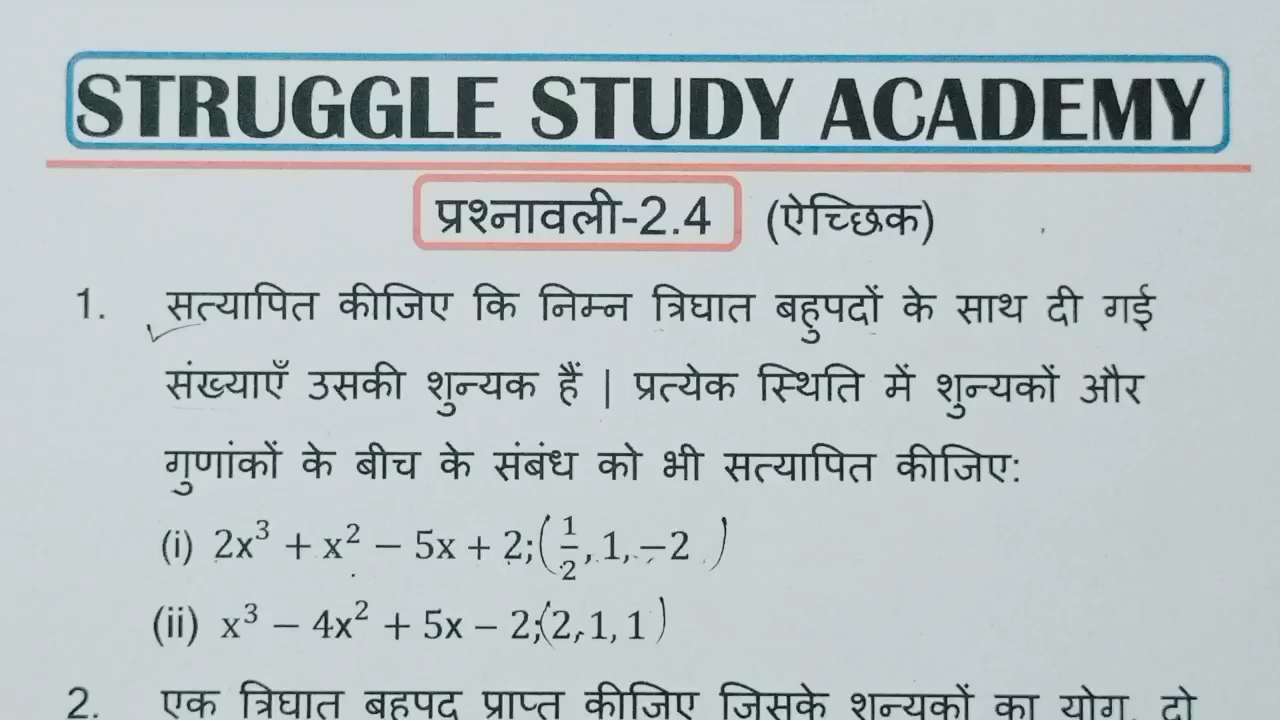 STRUGGLE STUDY ACADEMY
प्रश्नावली-2.4 (ऐच्छिक)
1. सत्यापित कीजिए कि निम्न त्रिघात बहुपदों के साथ दी गई
संख्याएँ उसकी शुन्यक हैं | प्रत्येक स्थिति में शुन्यकों और
गुणांकों के बीच के संबंध को भी सत्यापित कीजिए:
(i) 2x³ + x² − 5x + 2;(1/2, 1, −2 )
(ii) x³ − 4x² + 5x − 2;(2, 1, 1 )
2. एक त्रिघात बहुपद प्राप्त कीजिए जिसके शुन्यकों का योग, दो